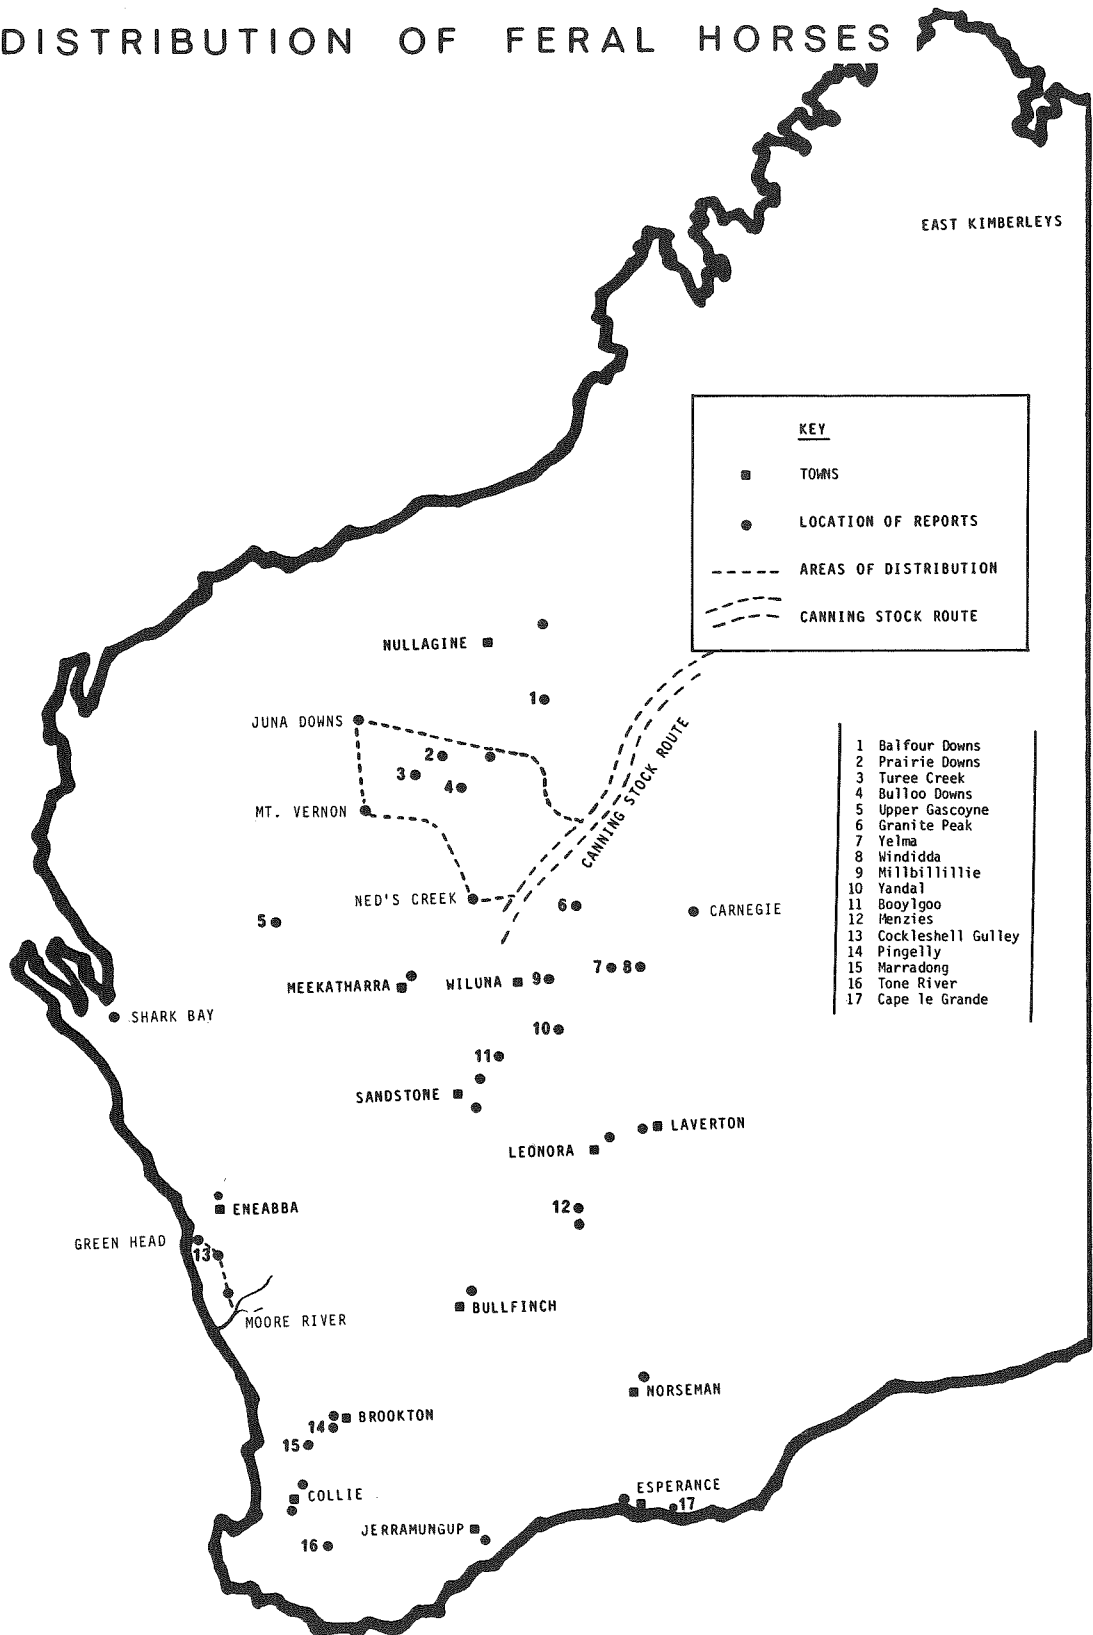 DISTRIBUTION OF FERAL HORSES
EAST KIMBERLEYS
KEY
TOWNS
LOCATION OF REPORTS
AREAS OF DISTRIBUTION
CANNING STOCK ROUTE
NULLAGINE
1
JUNA DOWNS
2
3
4
CANNING STOCK ROUTE
MT. VERNON
1 Balfour Downs
2 Prairie Downs
3 Turee Creek
4 Bulloo Downs
5 Upper Gascoyne
6 Granite Peak
7 Yelma
8 Windidda
9 Millbillillie
10 Yandal
11 Booylgoo
12 Menzies
13 Cockleshell Gulley
14 Pingelly
15 Marradong
16 Tone River
17 Cape le Grande
NED'S CREEK
6
CARNEGIE
5
7 8
MEEKATHARRA
WILUNA 9
SHARK BAY
10
11
SANDSTONE
LAVERTON
LEONORA
12
ENEABBA
GREEN HEAD
13
BULLFINCH
MOORE RIVER
NORSEMAN
BROOKTON
14
15
ESPERANCE
17
COLLIE
JERRAMUNGUP
16